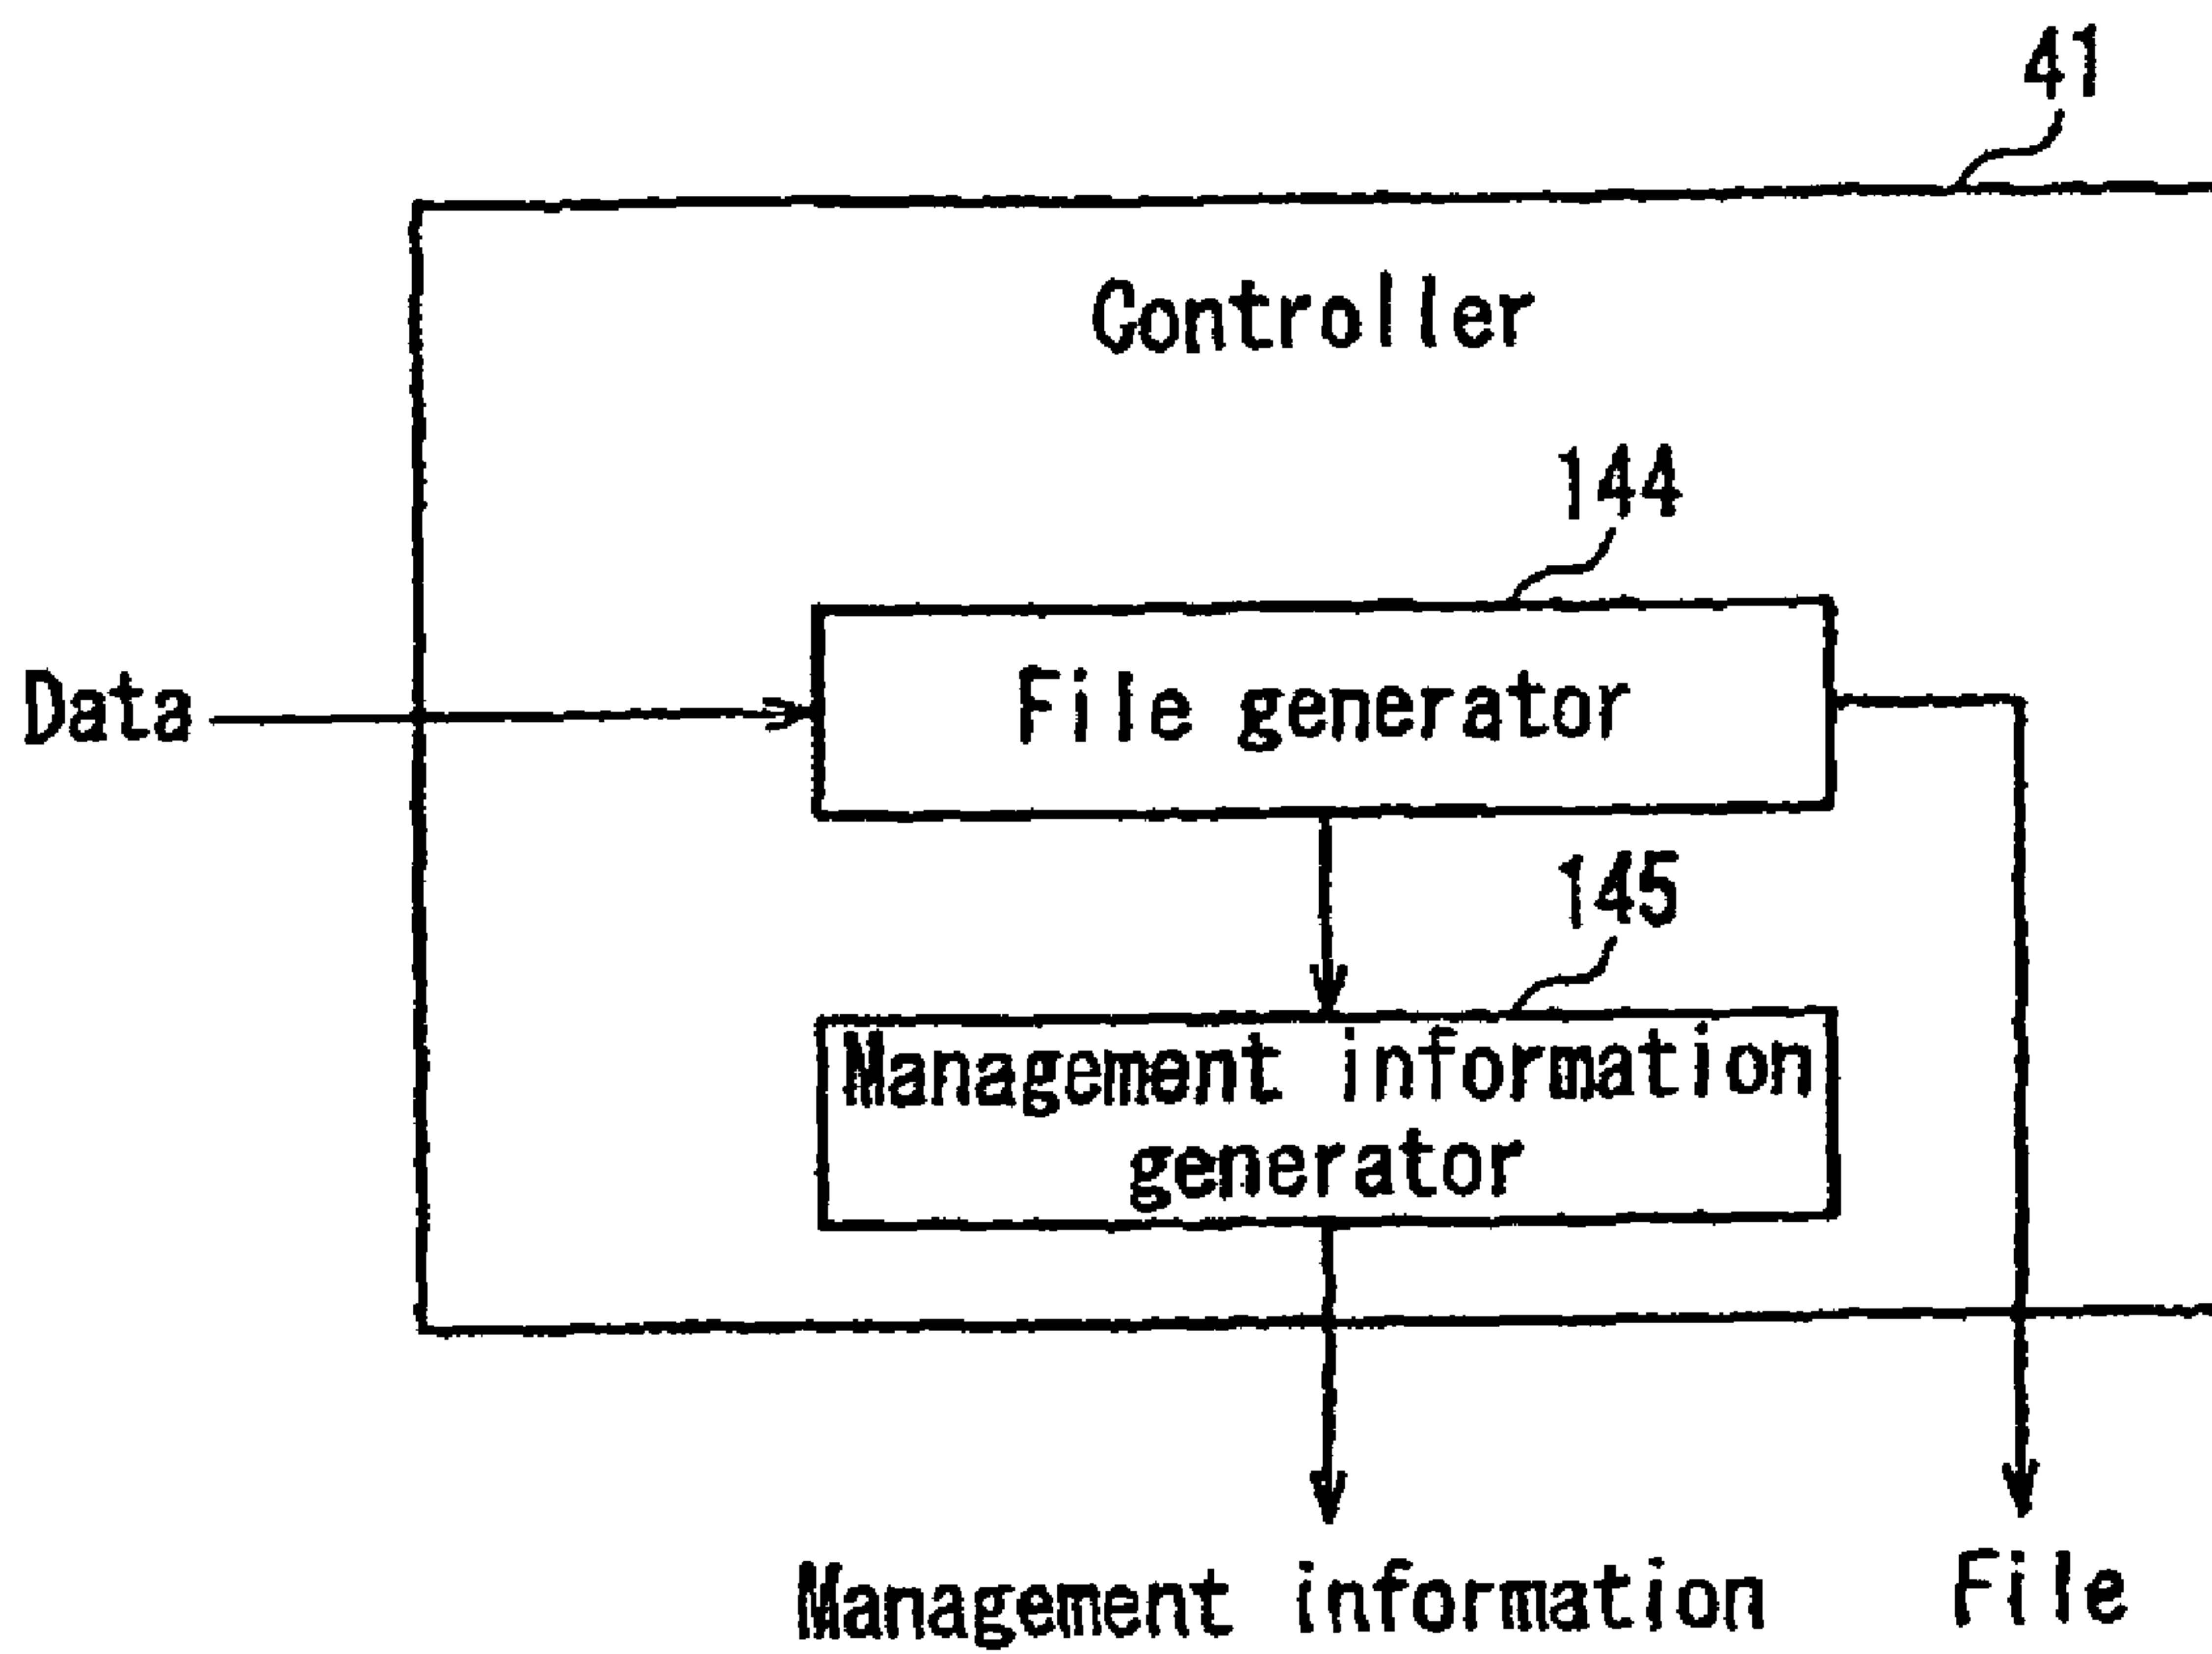 41
Controller
144
Data
File generator
145
Management information
generator
Management information
File